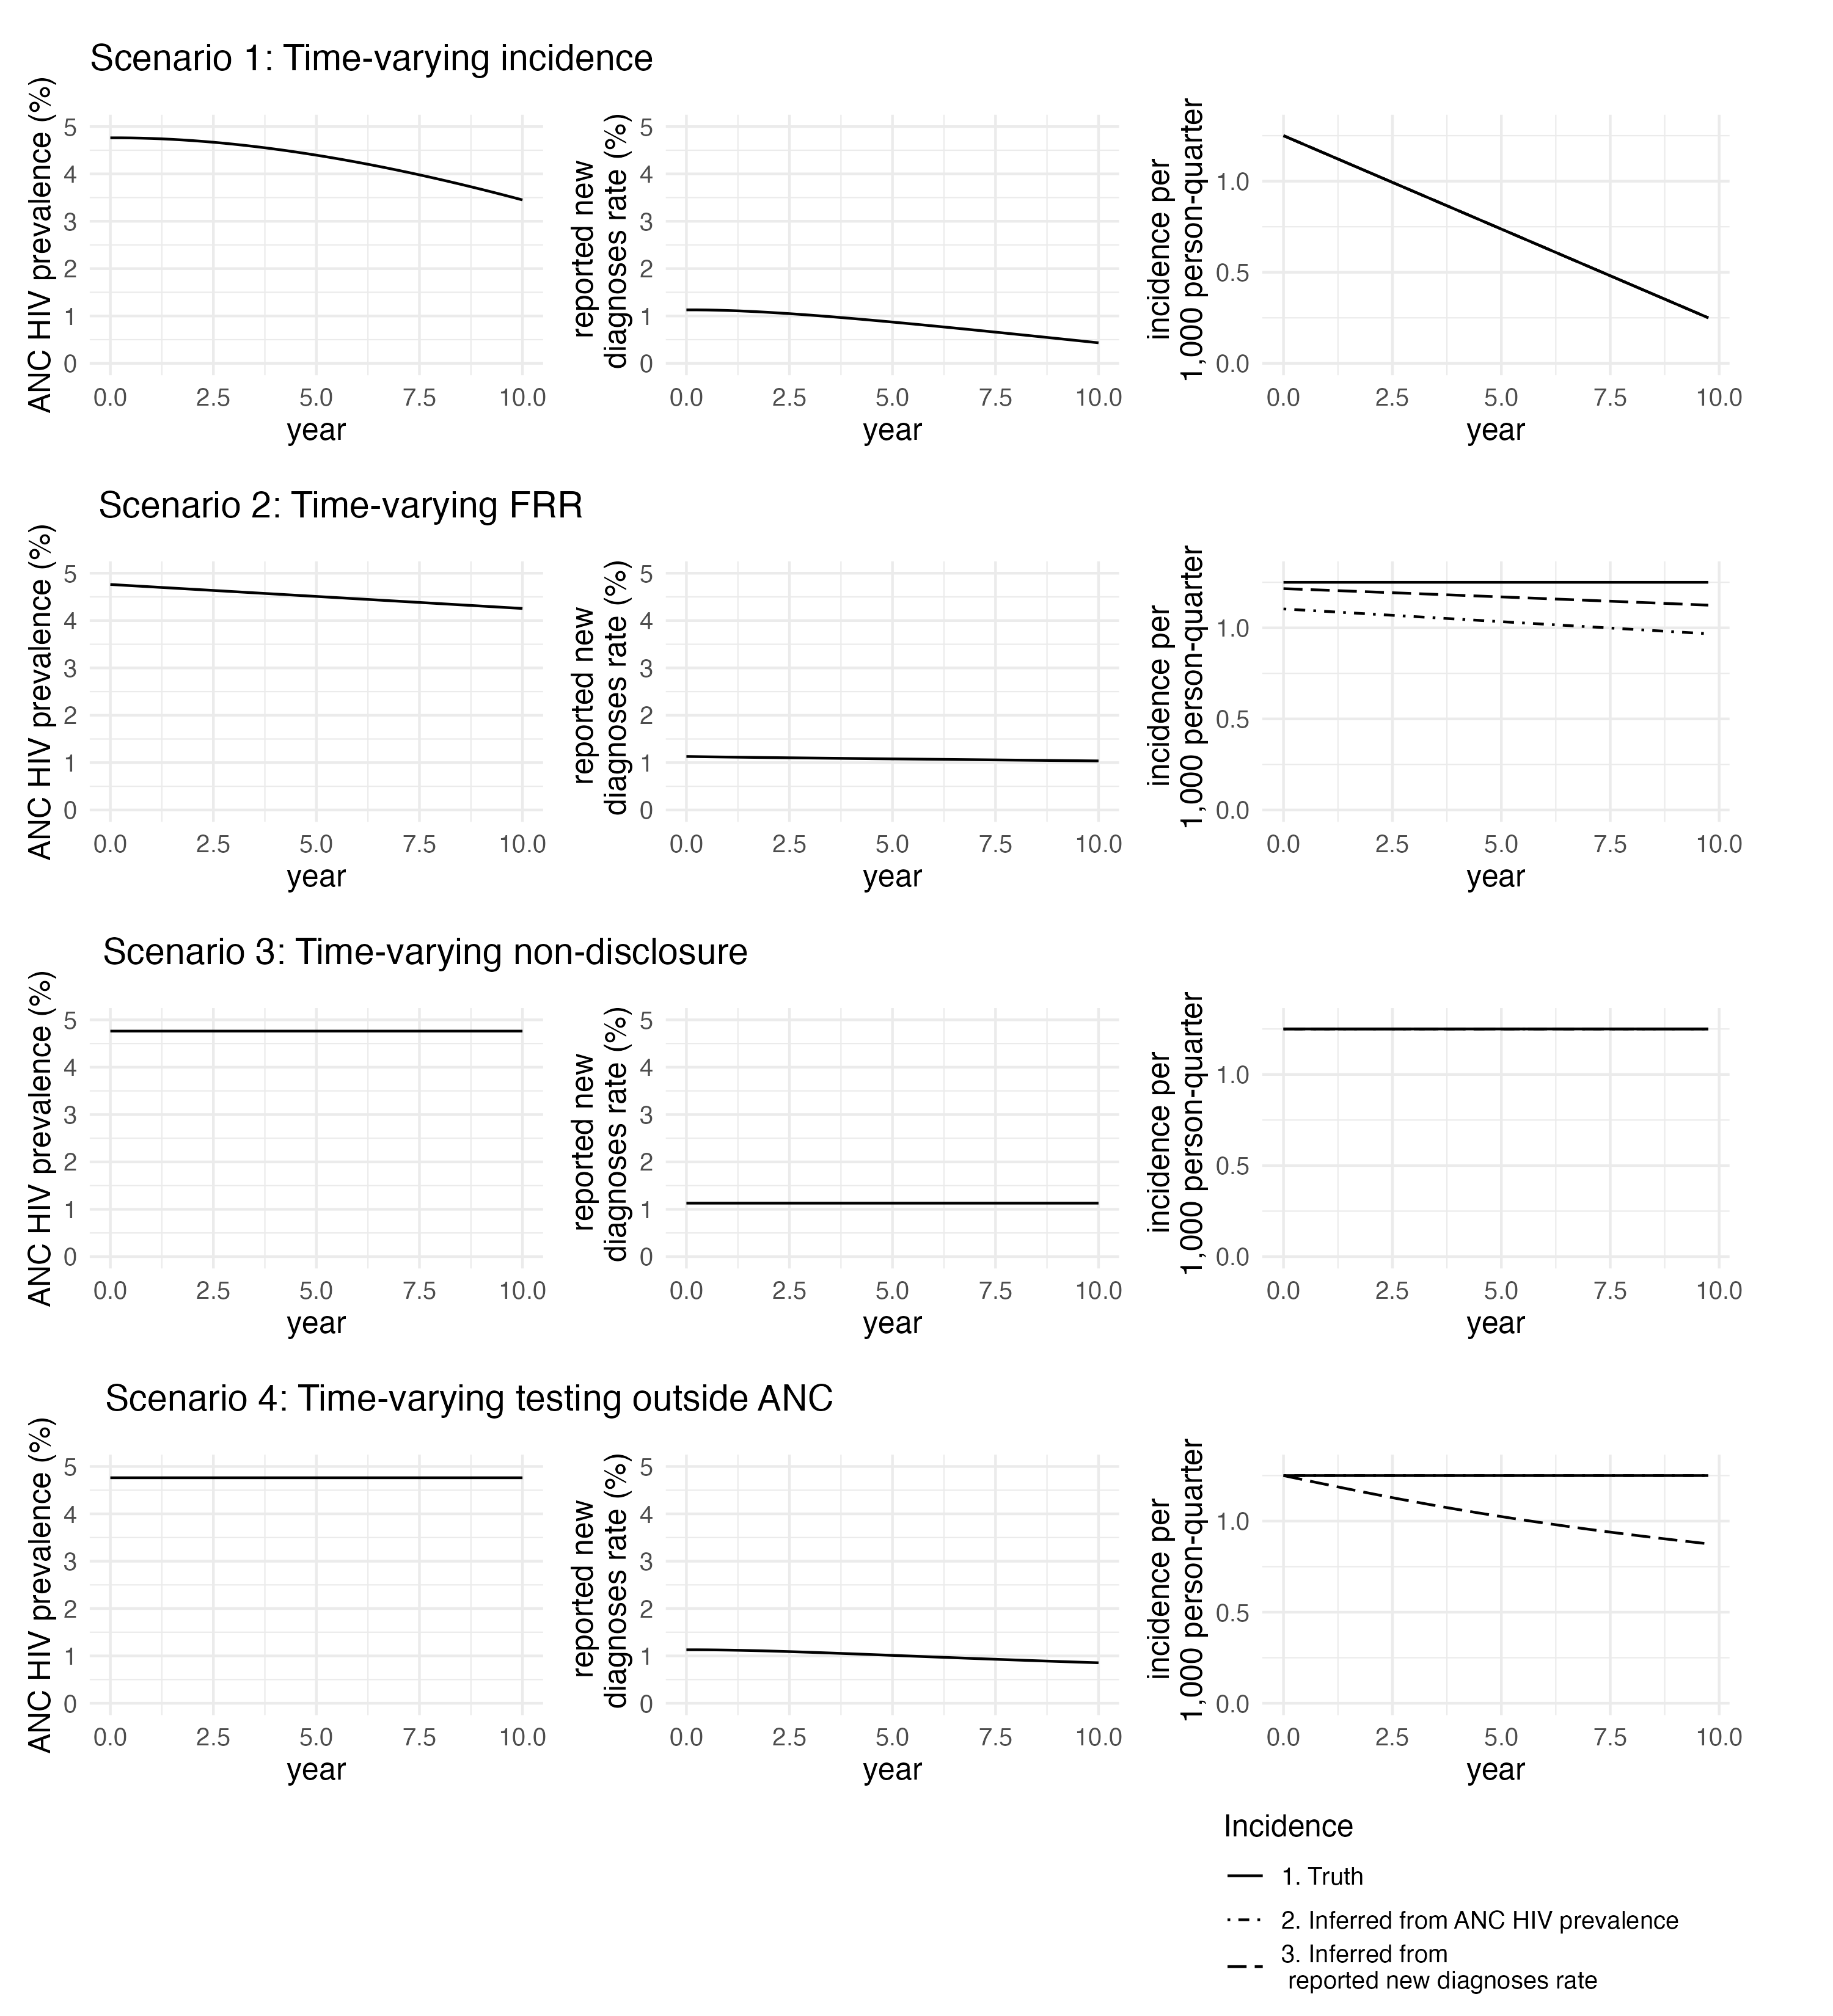 Scenario 1: Time-varying incidence
ANC HIV prevalence (%)
5
4
3
2
1
0
0.0 2.5 5.0 7.5 10.0
year
reported new
diagnoses rate (%)
5
4
3
2
1
0
0.0 2.5 5.0 7.5 10.0
year
incidence per
1,000 person-quarter
1.0
0.5
0.0
0.0 2.5 5.0 7.5 10.0
year
Scenario 2: Time-varying FRR
ANC HIV prevalence (%)
5
4
3
2
1
0
0.0 2.5 5.0 7.5 10.0
year
reported new
diagnoses rate (%)
5
4
3
2
1
0
0.0 2.5 5.0 7.5 10.0
year
incidence per
1,000 person-quarter
1.0
0.5
0.0
0.0 2.5 5.0 7.5 10.0
year
Scenario 3: Time-varying non-disclosure
ANC HIV prevalence (%)
5
4
3
2
1
0
0.0 2.5 5.0 7.5 10.0
year
reported new
diagnoses rate (%)
5
4
3
2
1
0
0.0 2.5 5.0 7.5 10.0
year
incidence per
1,000 person-quarter
1.0
0.5
0.0
0.0 2.5 5.0 7.5 10.0
year
Scenario 4: Time-varying testing outside ANC
ANC HIV prevalence (%)
5
4
3
2
1
0
0.0 2.5 5.0 7.5 10.0
year
reported new
diagnoses rate (%)
5
4
3
2
1
0
0.0 2.5 5.0 7.5 10.0
year
incidence per
1,000 person-quarter
1.0
0.5
0.0
0.0 2.5 5.0 7.5 10.0
year
Incidence
1. Truth
2. Inferred from ANC HIV prevalence
3. Inferred from
reported new diagnoses rate